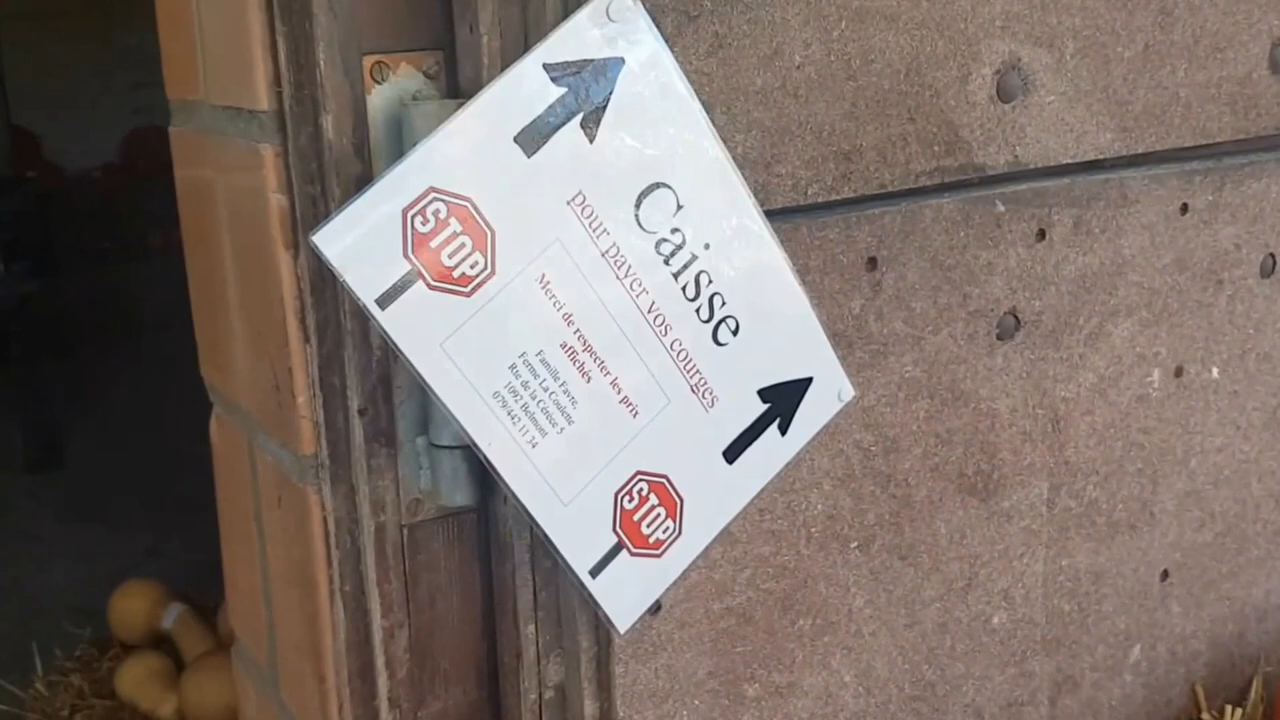 Caisse
pour payer vos courges
Merci de respecter les prix
affichés
Famille Favre,
Ferme La Coulette
Rte de la Cérèce 5
1092 Belmont
079/442 11 34
STOP
STOP